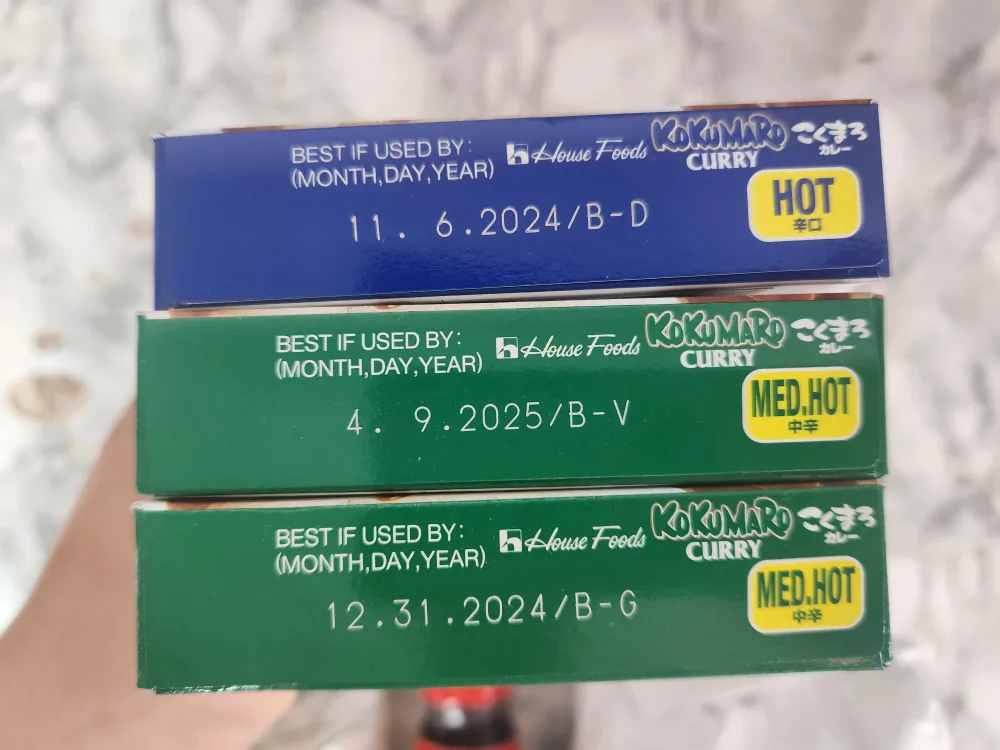 BEST IF USED BY:
(MONTH,DAY,YEAR)
House Foods
KOKUMARO
CURRY
こくまろ
カレー
HOT
辛口
11. 6.2024/B-D
BEST IF USED BY:
(MONTH,DAY,YEAR)
House Foods
KOKUMARO
CURRY
こくまろ
カレー
MED.HOT
中辛
4. 9.2025/B-V
BEST IF USED BY:
(MONTH,DAY,YEAR)
House Foods
KOKUMARO
CURRY
こくまろ
カレー
MED.HOT
中辛
12.31.2024/B-G